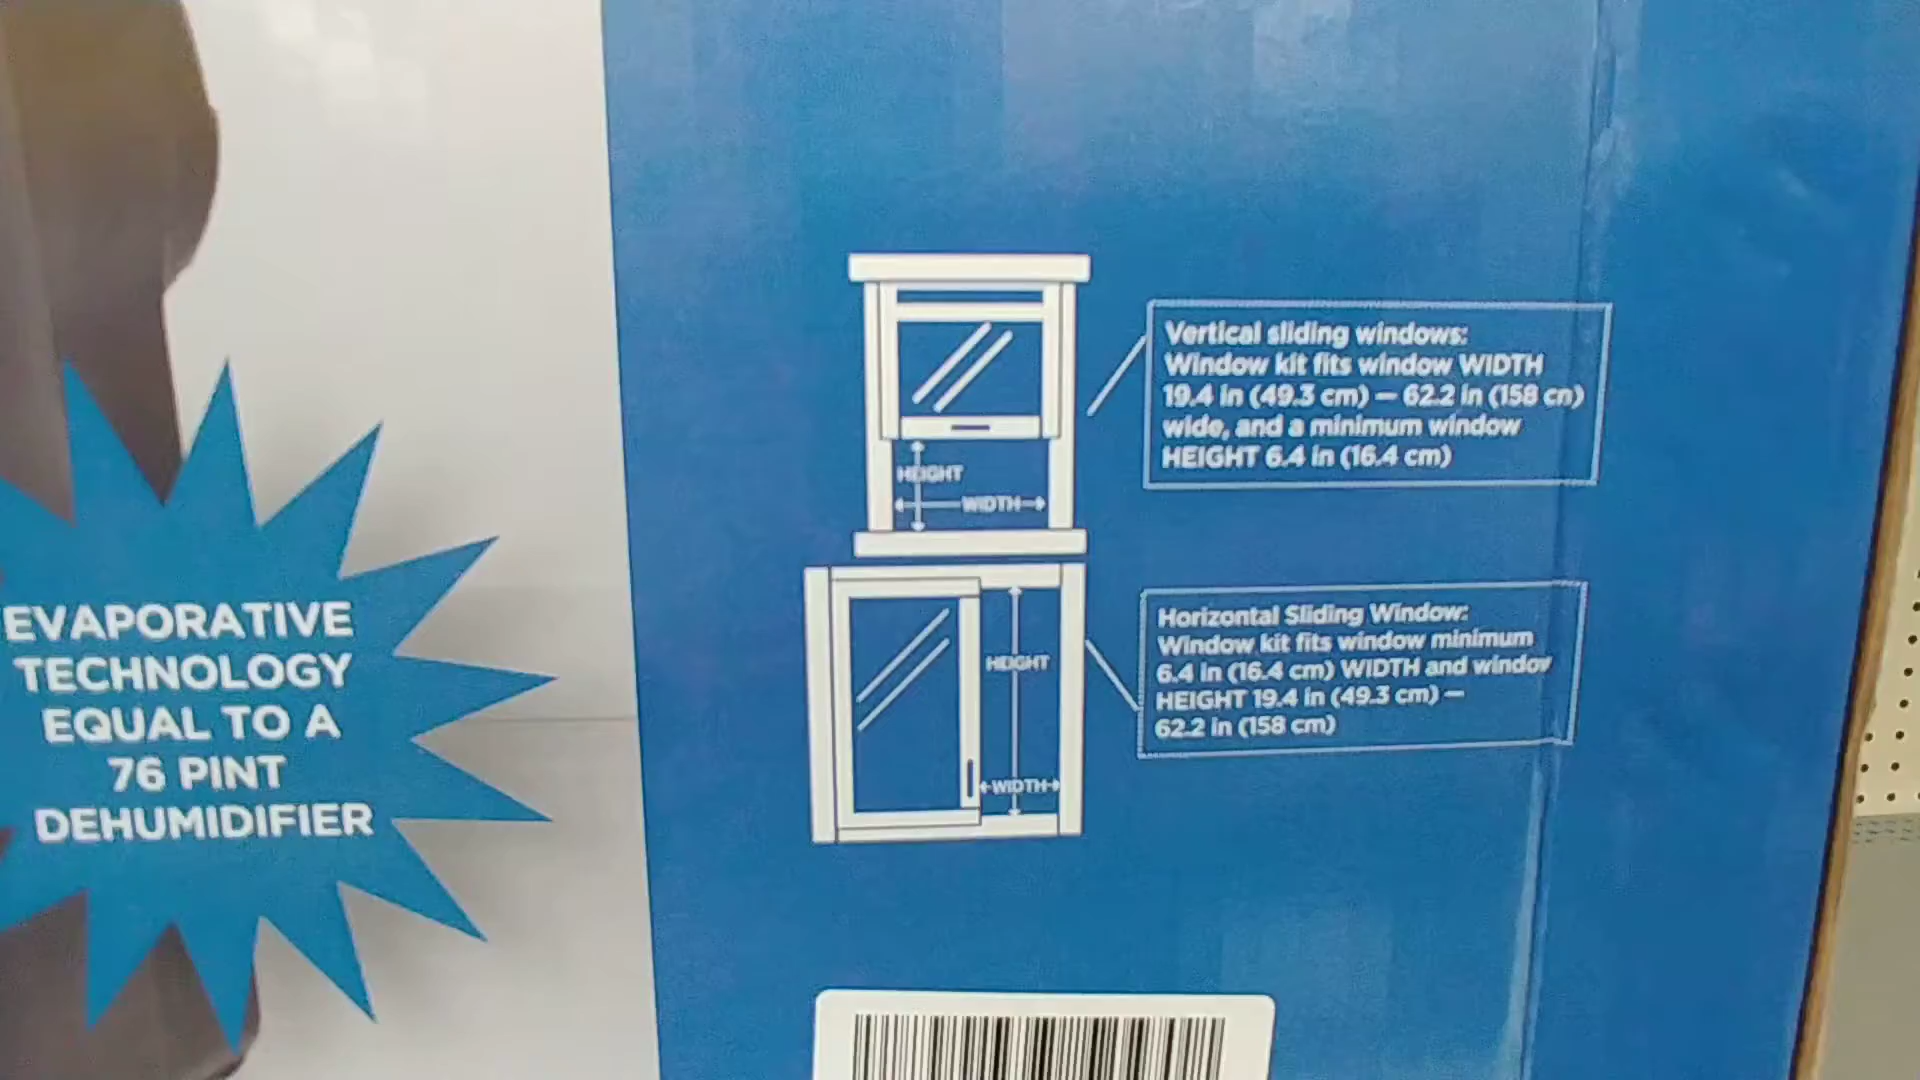 EVAPORATIVE
TECHNOLOGY
EQUAL TO A
76 PINT
DEHUMIDIFIER
HEIGHT
WIDTH
Vertical sliding windows:
Window kit fits window WIDTH
19.4 in (49.3 cm) – 62.2 in (158 cn)
wide, and a minimum window
HEIGHT 6.4 in (16.4 cm)
HEIGHT
WIDTH
Horizontal Sliding Window:
Window kit fits window minimum
6.4 in (16.4 cm) WIDTH and window
HEIGHT 19.4 in (49.3 cm) –
62.2 in (158 cm)